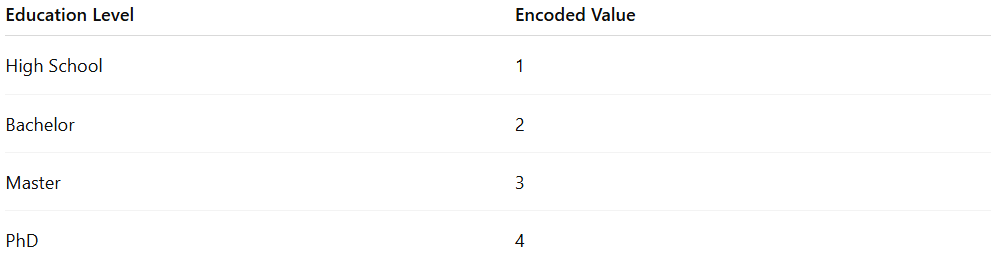 Education Level Encoded Value
High School 1
Bachelor 2
Master 3
PhD 4